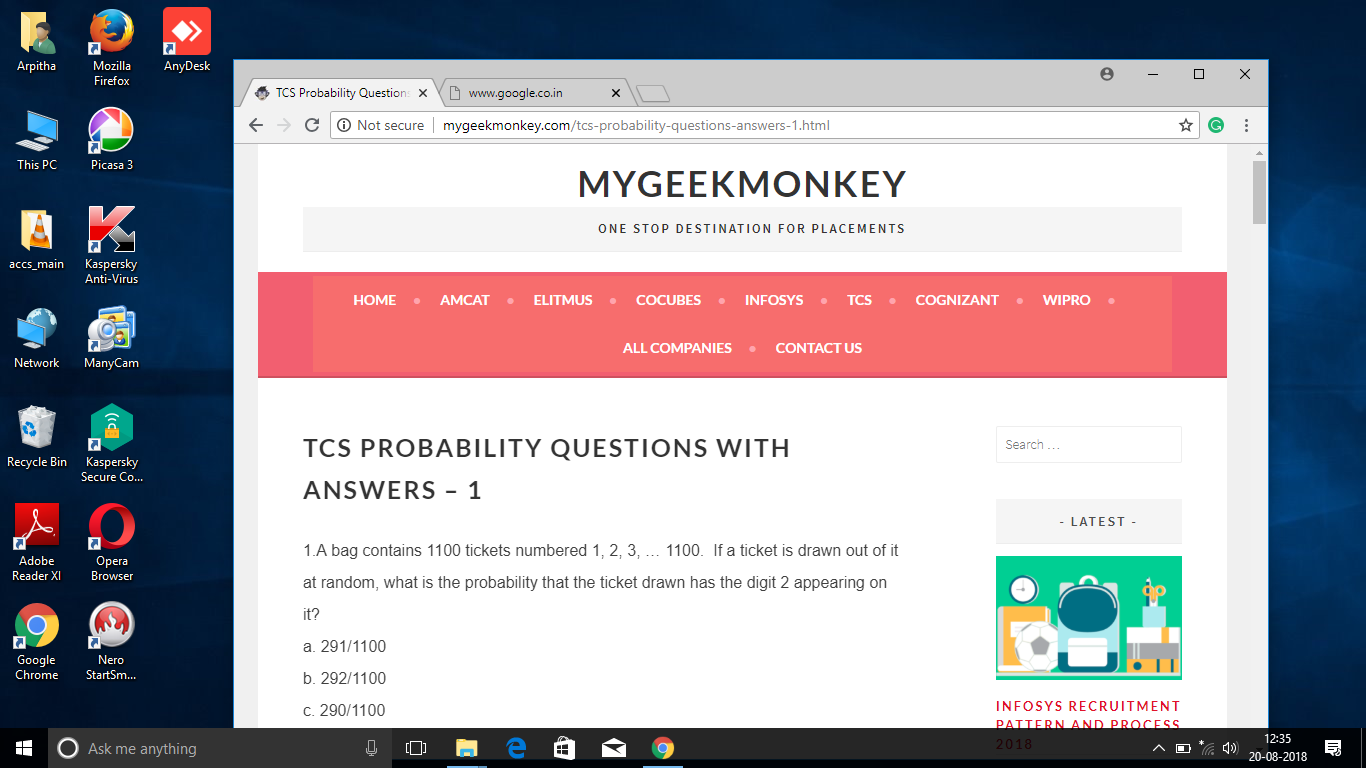 Arpitha
Mozilla
Firefox
AnyDesk
This PC
Picasa 3
accs_main
Kaspersky
Anti-Virus
Network
ManyCam
Recycle Bin
Kaspersky
Secure Co...
Adobe
Reader XI
Opera
Browser
Google
Chrome
Nero
StartSm...
TCS Probability Questions
www.google.co.in
Not secure
mygeekmonkey.com/tcs-probability-questions-answers-1.html
MYGEEKMONKEY
ONE STOP DESTINATION FOR PLACEMENTS
HOME • AMCAT • ELITMUS • COCUBES • INFOSYS • TCS • COGNIZANT • WIPRO •
ALL COMPANIES • CONTACT US
TCS PROBABILITY QUESTIONS WITH
ANSWERS – 1
1.A bag contains 1100 tickets numbered 1, 2, 3, … 1100.  If a ticket is drawn out of it
at random, what is the probability that the ticket drawn has the digit 2 appearing on
it?
a. 291/1100
b. 292/1100
c. 290/1100
Search …
- LATEST -
INFOSYS RECRUITMENT
PATTERN AND PROCESS
2018
Ask me anything
12:35
20-08-2018